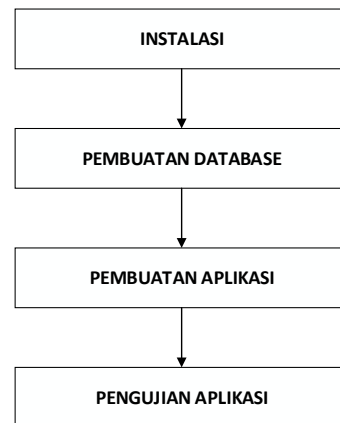 INSTALASI
PEMBUATAN DATABASE
PEMBUATAN APLIKASI
PENGUJIAN APLIKASI